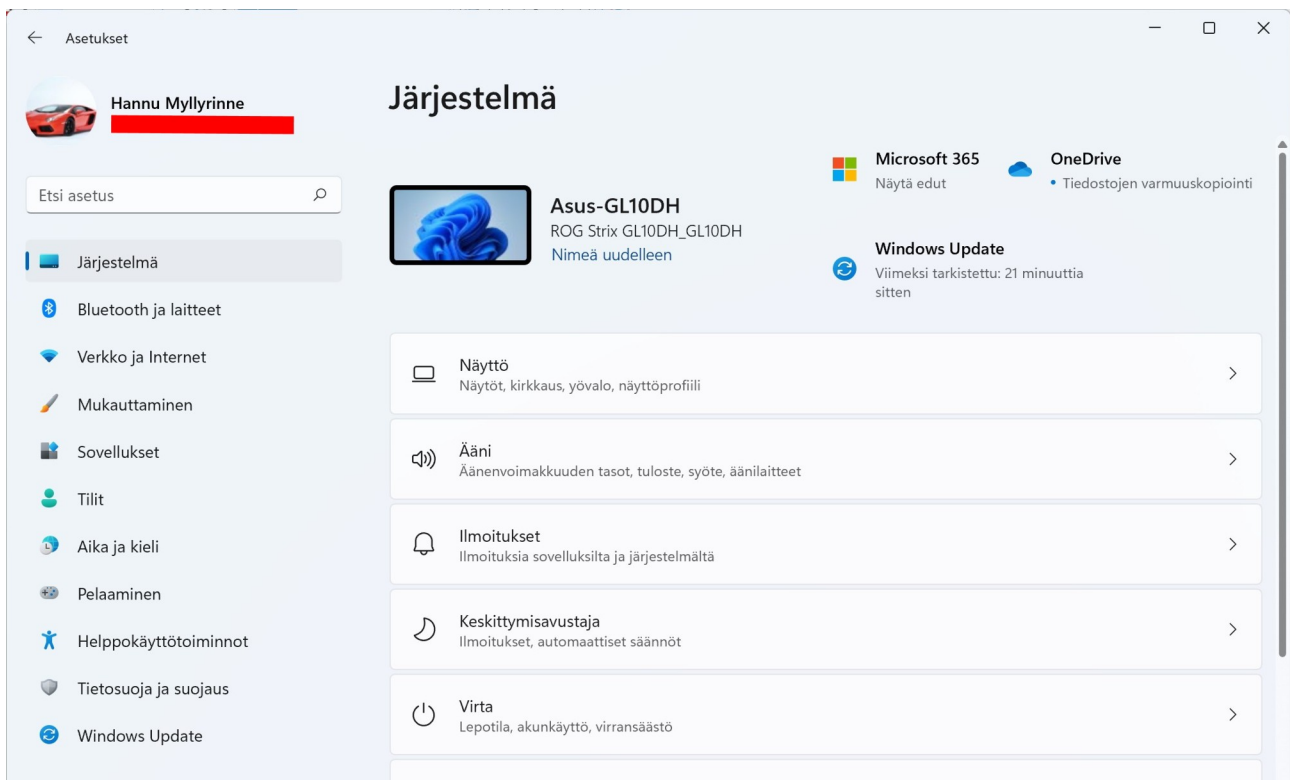 Asetukset
Hannu Myllyrinne
Etsi asetus
Järjestelmä
Bluetooth ja laitteet
Verkko ja Internet
Mukauttaminen
Sovellukset
Tilit
Aika ja kieli
Pelaaminen
Helppokäyttötoiminnot
Tietosuoja ja suojaus
Windows Update
Järjestelmä
Asus-GL10DH
ROG Strix GL10DH_GL10DH
Nimeä uudelleen
Microsoft 365
Näytä edut
OneDrive
• Tiedostojen varmuuskopiointi
Windows Update
Viimeksi tarkistettu: 21 minuuttia
sitten
Näyttö
Näytöt, kirkkaus, yövalo, näyttöprofiili
Ääni
Äänenvoimakkuuden tasot, tuloste, syöte, äänilaitteet
Ilmoitukset
Ilmoituksia sovelluksilta ja järjestelmältä
Keskittymisavustaja
Ilmoitukset, automaattiset säännöt
Virta
Lepotila, akunkäyttö, virransäästö